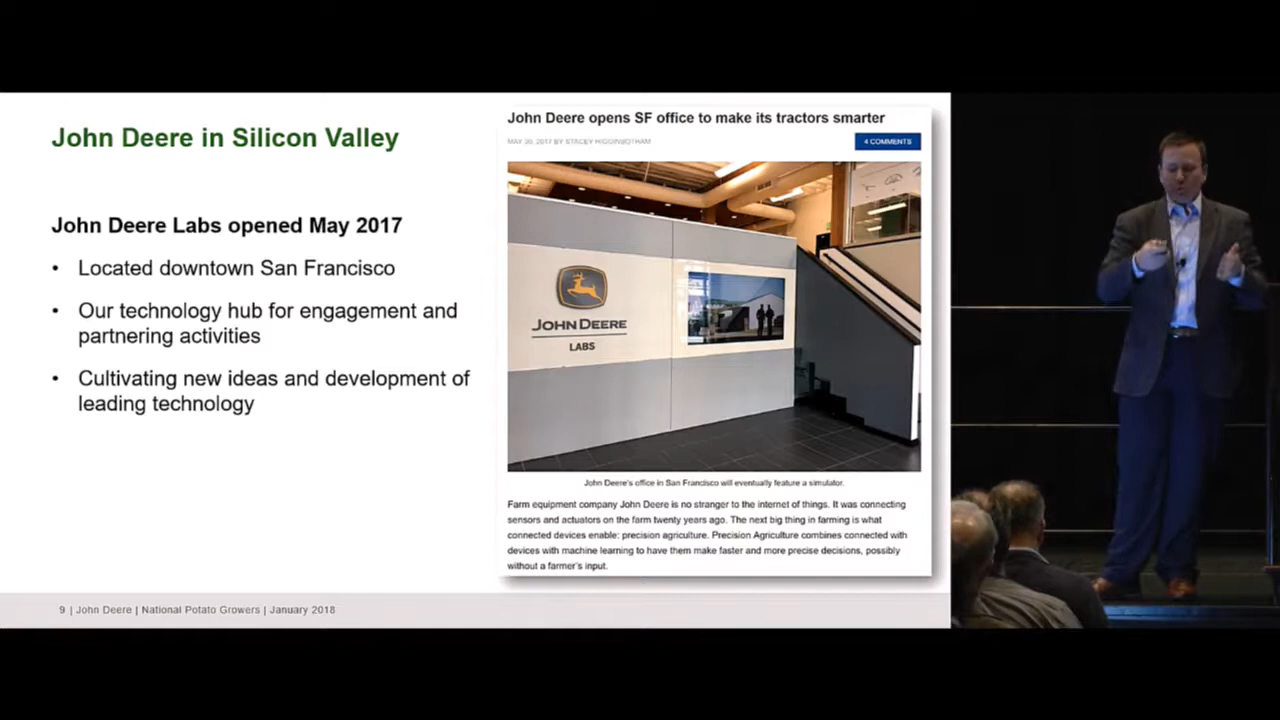 John Deere in Silicon Valley
John Deere Labs opened May 2017
• Located downtown San Francisco
• Our technology hub for engagement and
partnering activities
• Cultivating new ideas and development of
leading technology
John Deere opens SF office to make its tractors smarter
MAY 30, 2017 BY STACEY HIGGINBOTHAM
4 COMMENTS
JOHN DEERE
LABS
John Deere's office in San Francisco will eventually feature a simulator.
Farm equipment company John Deere is no stranger to the internet of things. It was connecting
sensors and actuators on the farm twenty years ago. The next big thing in farming is what
connected devices enable: precision agriculture. Precision Agriculture combines connected with
devices with machine learning to have them make faster and more precise decisions, possibly
without a farmer's input.
9 | John Deere | National Potato Growers | January 2018